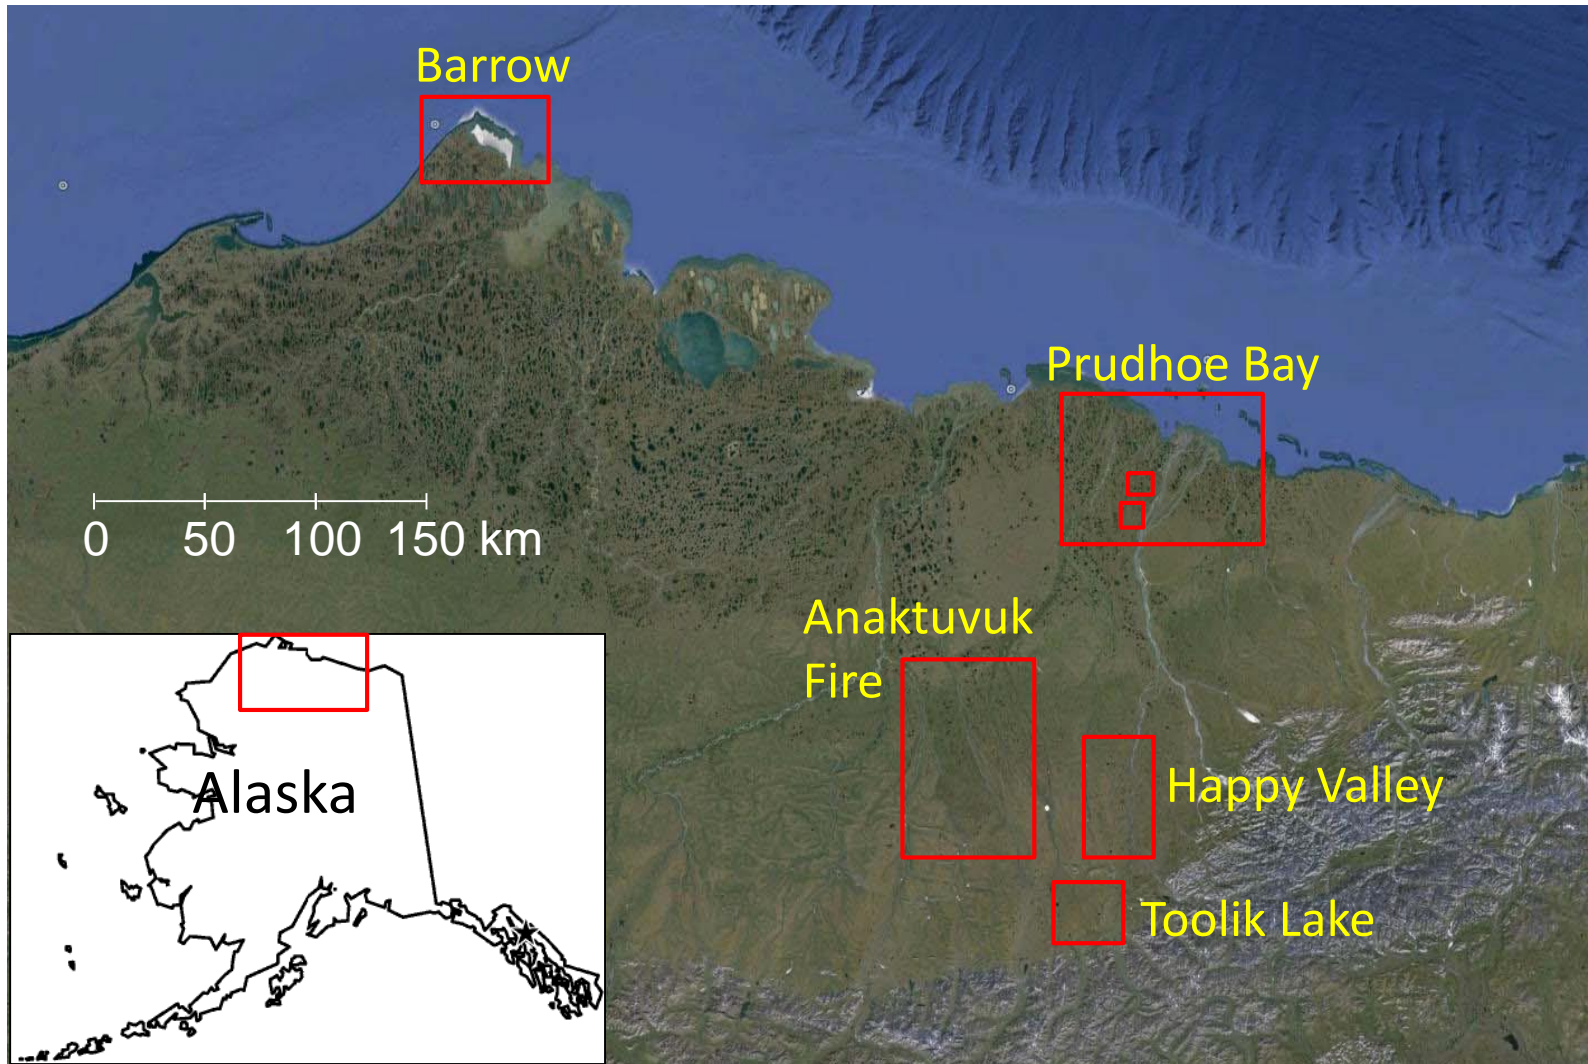 Barrow
Prudhoe Bay
0 50 100 150 km
Anaktuvuk
Fire
Happy Valley
Alaska
Toolik Lake